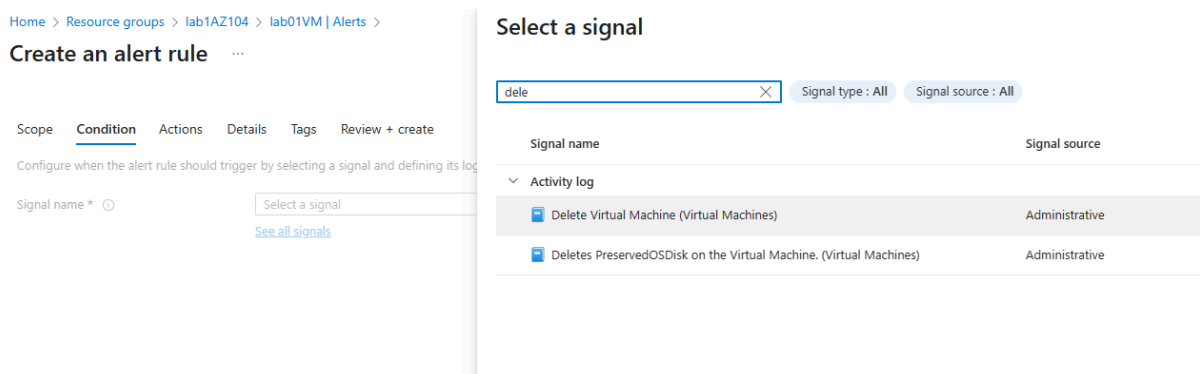 Home > Resource groups > lab1AZ104 > lab01VM | Alerts >
Create an alert rule ...
Scope Condition Actions Details Tags Review + create
Configure when the alert rule should trigger by selecting a signal and defining its log
Signal name * Select a signal
See all signals
Select a signal
dele
Signal type : All Signal source : All
Signal name Signal source
Activity log
Delete Virtual Machine (Virtual Machines) Administrative
Deletes PreservedOSDisk on the Virtual Machine. (Virtual Machines) Administrative